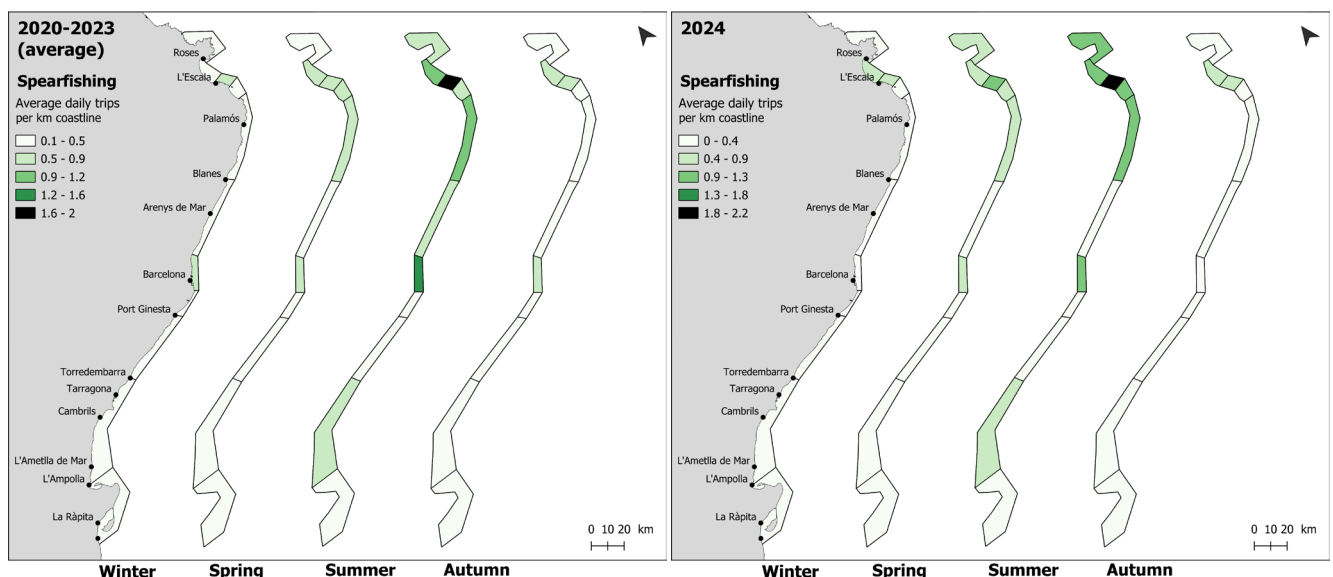 2020-2023
(average)
Spearfishing
Average daily trips
per km coastline
0.1 - 0.5
0.5 - 0.9
0.9 - 1.2
1.2 - 1.6
1.6 - 2
Roses
L'Escala
Palamós
Blanes
Arenys de Mar
Barcelona
Port Ginesta
Torredembarra
Tarragona
Cambrils
L'Ametlla de Mar
L'Ampolla
La Ràpita
0 10 20 km
Winter Spring Summer Autumn
2024
Spearfishing
Average daily trips
per km coastline
0 - 0.4
0.4 - 0.9
0.9 - 1.3
1.3 - 1.8
1.8 - 2.2
Roses
L'Escala
Palamós
Blanes
Arenys de Mar
Barcelona
Port Ginesta
Torredembarra
Tarragona
Cambrils
L'Ametlla de Mar
L'Ampolla
La Ràpita
0 10 20 km
Winter Spring Summer Autumn